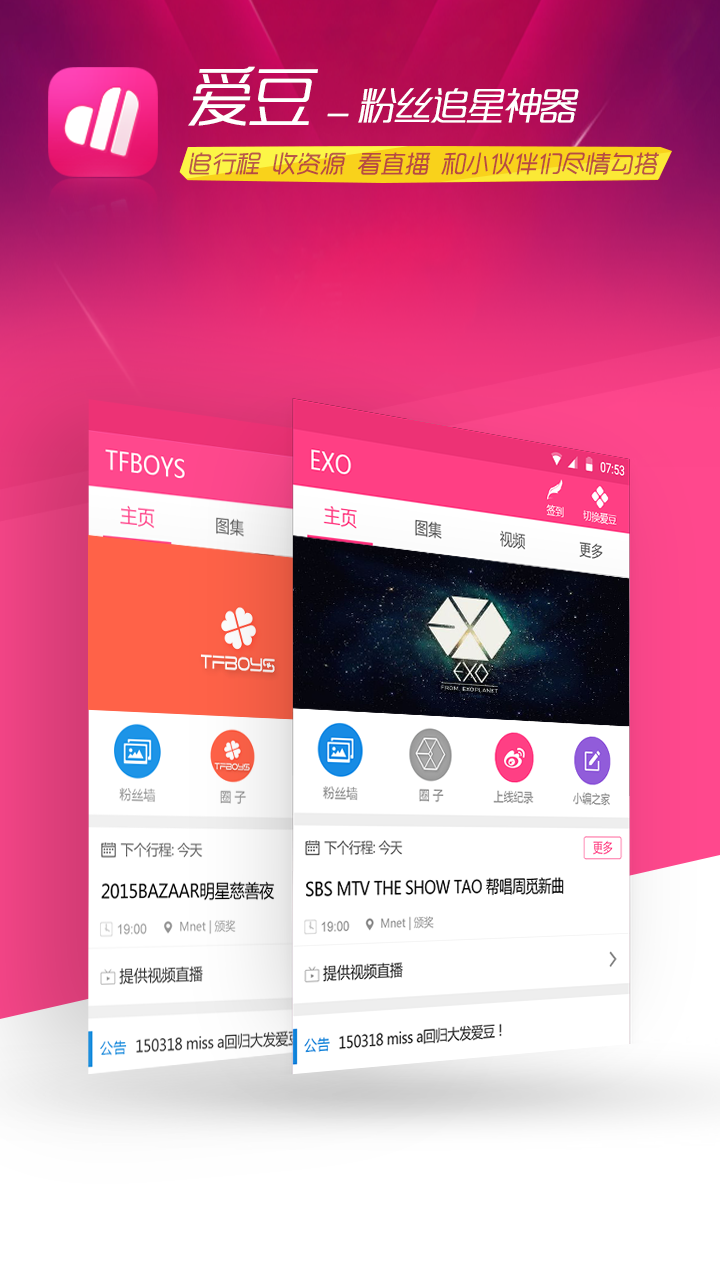 爱豆 – 粉丝追星神器
追行程 收资源 看直播 和小伙伴们尽情勾搭
TFBOYS
主页 图集
TFBOYS
粉丝墙
TFBOYS
圈子
下个行程: 今天
2015BAZAAR明星慈善夜
19:00 Mnet | 颁奖
提供视频直播
公告 150318 miss a回归大发爱豆
07:53
EXO
签到 切换爱豆
主页 图集 视频 更多
EXO
FROM. EXOPLANET
粉丝墙 圈子 上线纪录 小编之家
下个行程: 今天 更多
SBS MTV THE SHOW TAO 帮唱周觅新曲
19:00 Mnet | 颁奖
提供视频直播
公告 150318 miss a回归大发爱豆 !